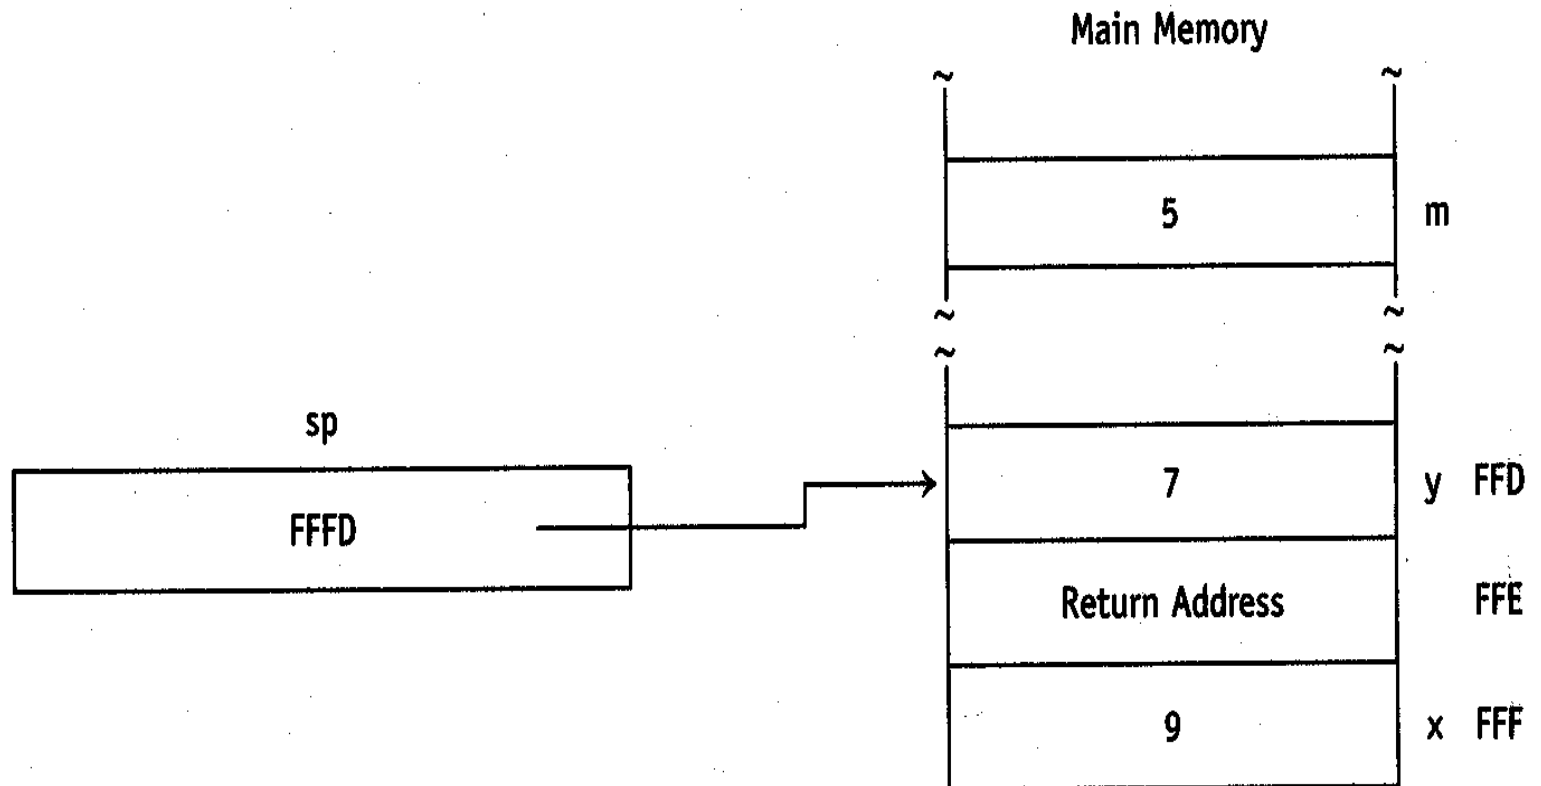 Main Memory
5 m
sp
FFFD
7 y FFD
Return Address FFE
9 x FFF